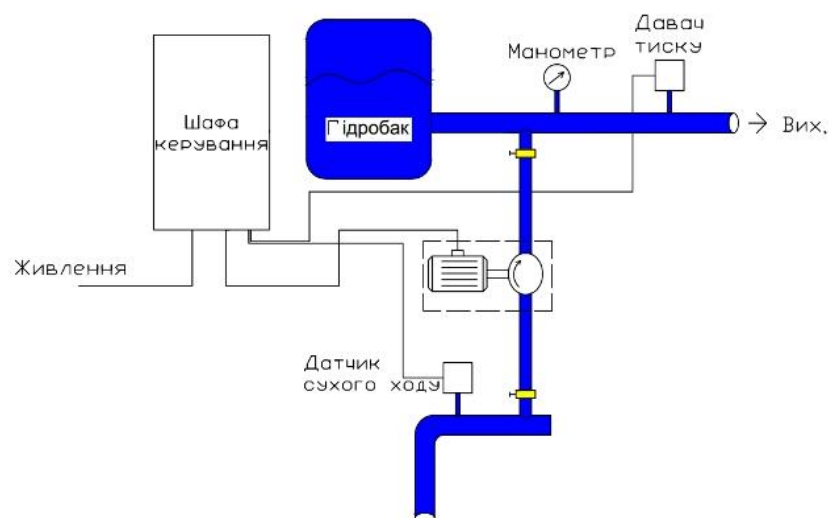 Давач
тиску
Манометр
Шафа
керування
Гідробак
Вих.
Живлення
Датчик
сухого ходу